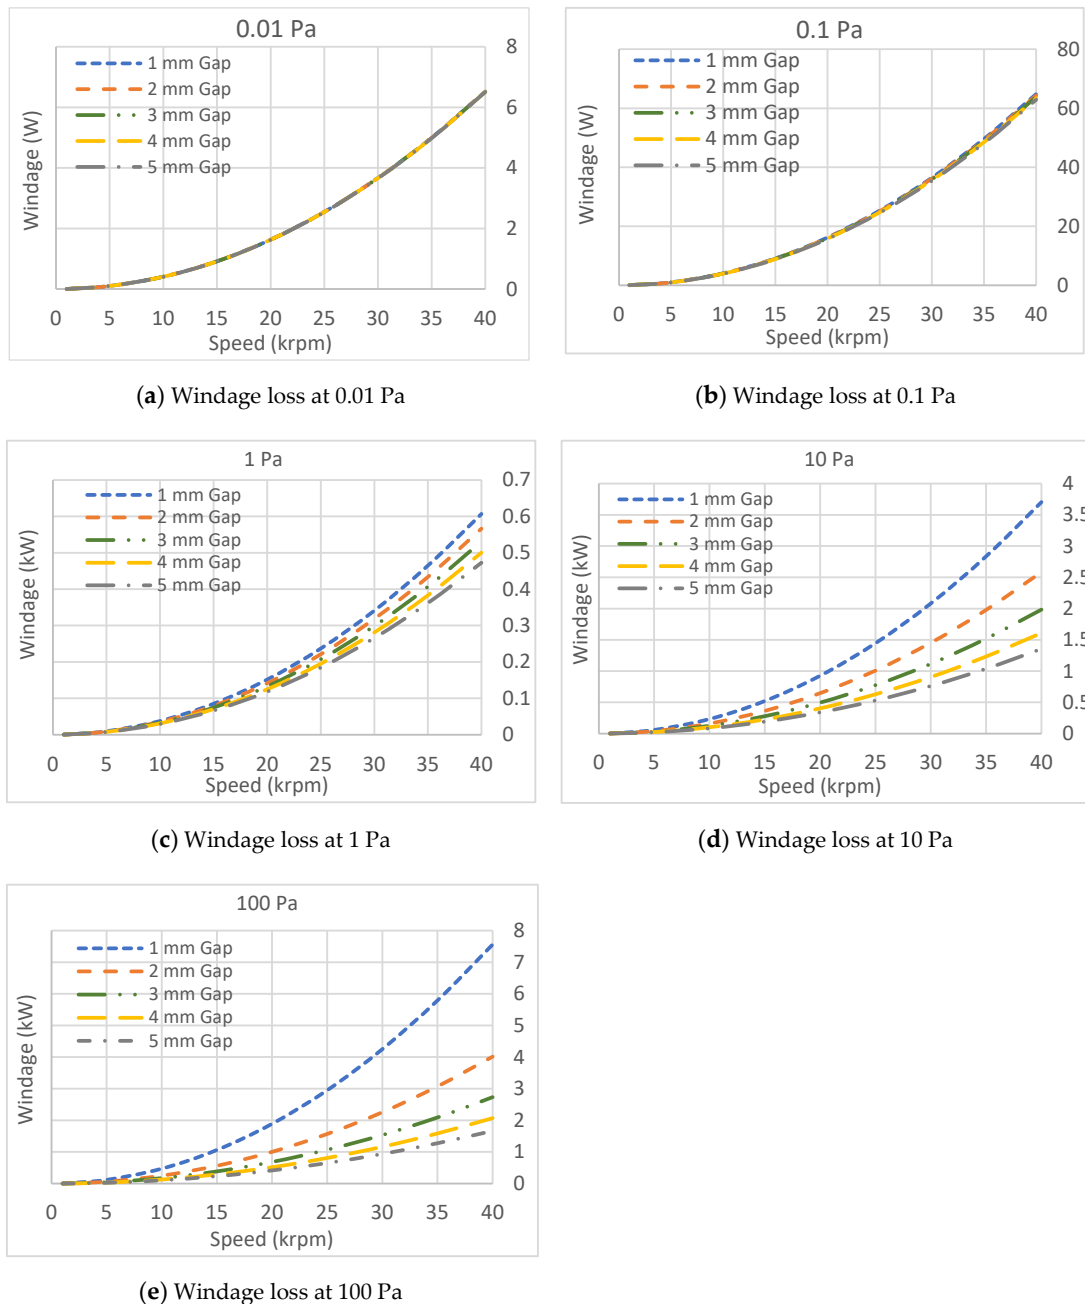 0.01 Pa
8
6
4
2
0
Windage (W)
1 mm Gap
2 mm Gap
3 mm Gap
4 mm Gap
5 mm Gap
0 5 10 15 20 25 30 35 40
Speed (krpm)
(a) Windage loss at 0.01 Pa
0.1 Pa
80
60
40
20
0
Windage (W)
1 mm Gap
2 mm Gap
3 mm Gap
4 mm Gap
5 mm Gap
0 5 10 15 20 25 30 35 40
Speed (krpm)
(b) Windage loss at 0.1 Pa
1 Pa
0.7
0.6
0.5
0.4
0.3
0.2
0.1
0
Windage (kW)
1 mm Gap
2 mm Gap
3 mm Gap
4 mm Gap
5 mm Gap
0 5 10 15 20 25 30 35 40
Speed (krpm)
(c) Windage loss at 1 Pa
10 Pa
4
3.5
3
2.5
2
1.5
1
0.5
0
Windage (kW)
1 mm Gap
2 mm Gap
3 mm Gap
4 mm Gap
5 mm Gap
0 5 10 15 20 25 30 35 40
Speed (krpm)
(d) Windage loss at 10 Pa
100 Pa
8
7
6
5
4
3
2
1
0
Windage (kW)
1 mm Gap
2 mm Gap
3 mm Gap
4 mm Gap
5 mm Gap
0 5 10 15 20 25 30 35 40
Speed (krpm)
(e) Windage loss at 100 Pa